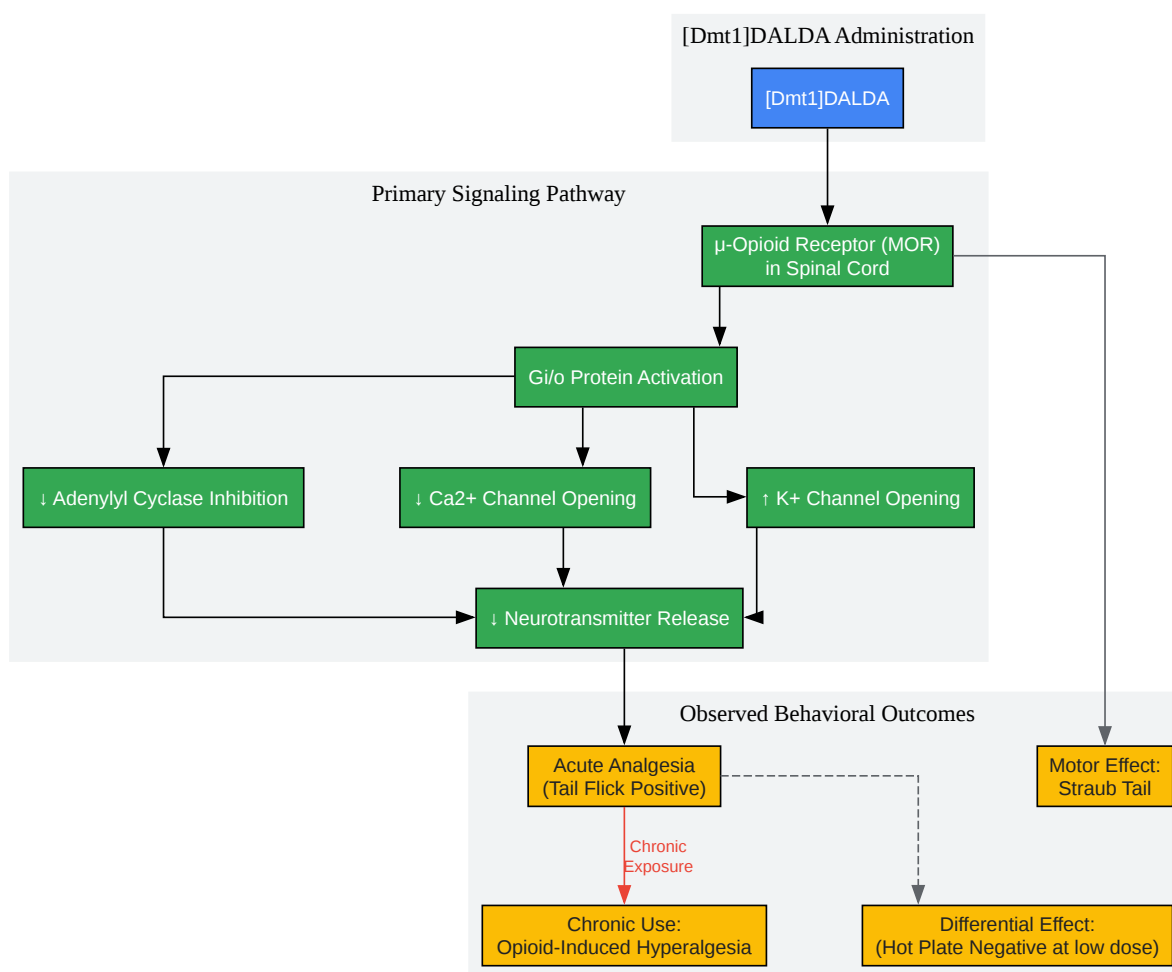 [Dmt1]DALDA Administration
[Dmt1]DALDA
Primary Signaling Pathway
μ-Opioid Receptor (MOR)
in Spinal Cord
Gi/o Protein Activation
↓ Adenylyl Cyclase Inhibition
↓ Ca2+ Channel Opening
↑ K+ Channel Opening
↓ Neurotransmitter Release
Observed Behavioral Outcomes
Acute Analgesia
(Tail Flick Positive)
Motor Effect:
Straub Tail
Chronic
Exposure
Chronic Use:
Opioid-Induced Hyperalgesia
Differential Effect:
(Hot Plate Negative at low dose)